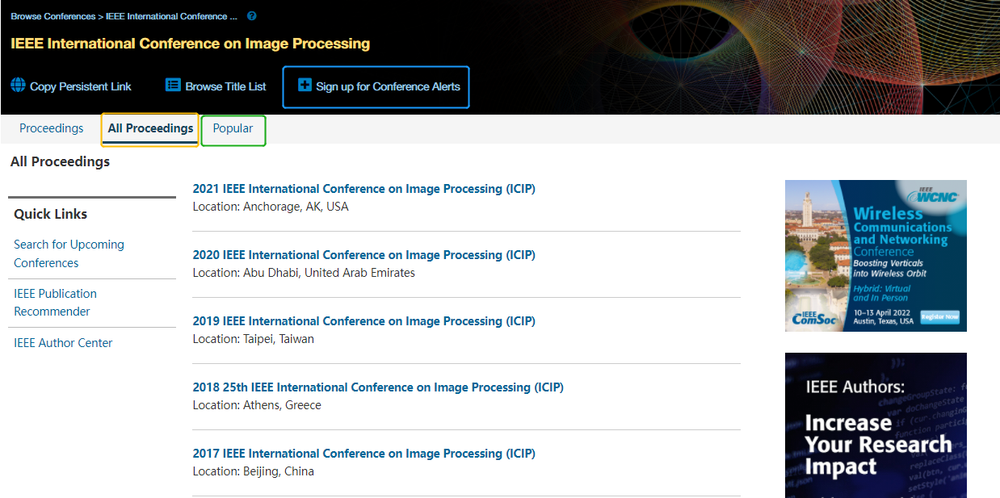 Browse Conferences > IEEE International Conference ...
IEEE International Conference on Image Processing
Copy Persistent Link
Browse Title List
Sign up for Conference Alerts
Proceedings
All Proceedings
Popular
All Proceedings
Quick Links
Search for Upcoming
Conferences
IEEE Publication
Recommender
IEEE Author Center
2021 IEEE International Conference on Image Processing (ICIP)
Location: Anchorage, AK, USA
2020 IEEE International Conference on Image Processing (ICIP)
Location: Abu Dhabi, United Arab Emirates
2019 IEEE International Conference on Image Processing (ICIP)
Location: Taipei, Taiwan
2018 25th IEEE International Conference on Image Processing (ICIP)
Location: Athens, Greece
2017 IEEE International Conference on Image Processing (ICIP)
Location: Beijing, China
IEEE
WCNC
Wireless
Communications
and Networking
Conference
Boosting Verticals
into Wireless Orbit
Hybrid: Virtual
and In Person
IEEE
ComSoc
10–13 April 2022
Austin, Texas, USA
Register Now
IEEE Authors:
Increase
Your Research
Impact